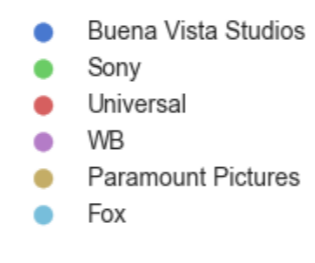 Buena Vista Studios
Sony
Universal
WB
Paramount Pictures
Fox